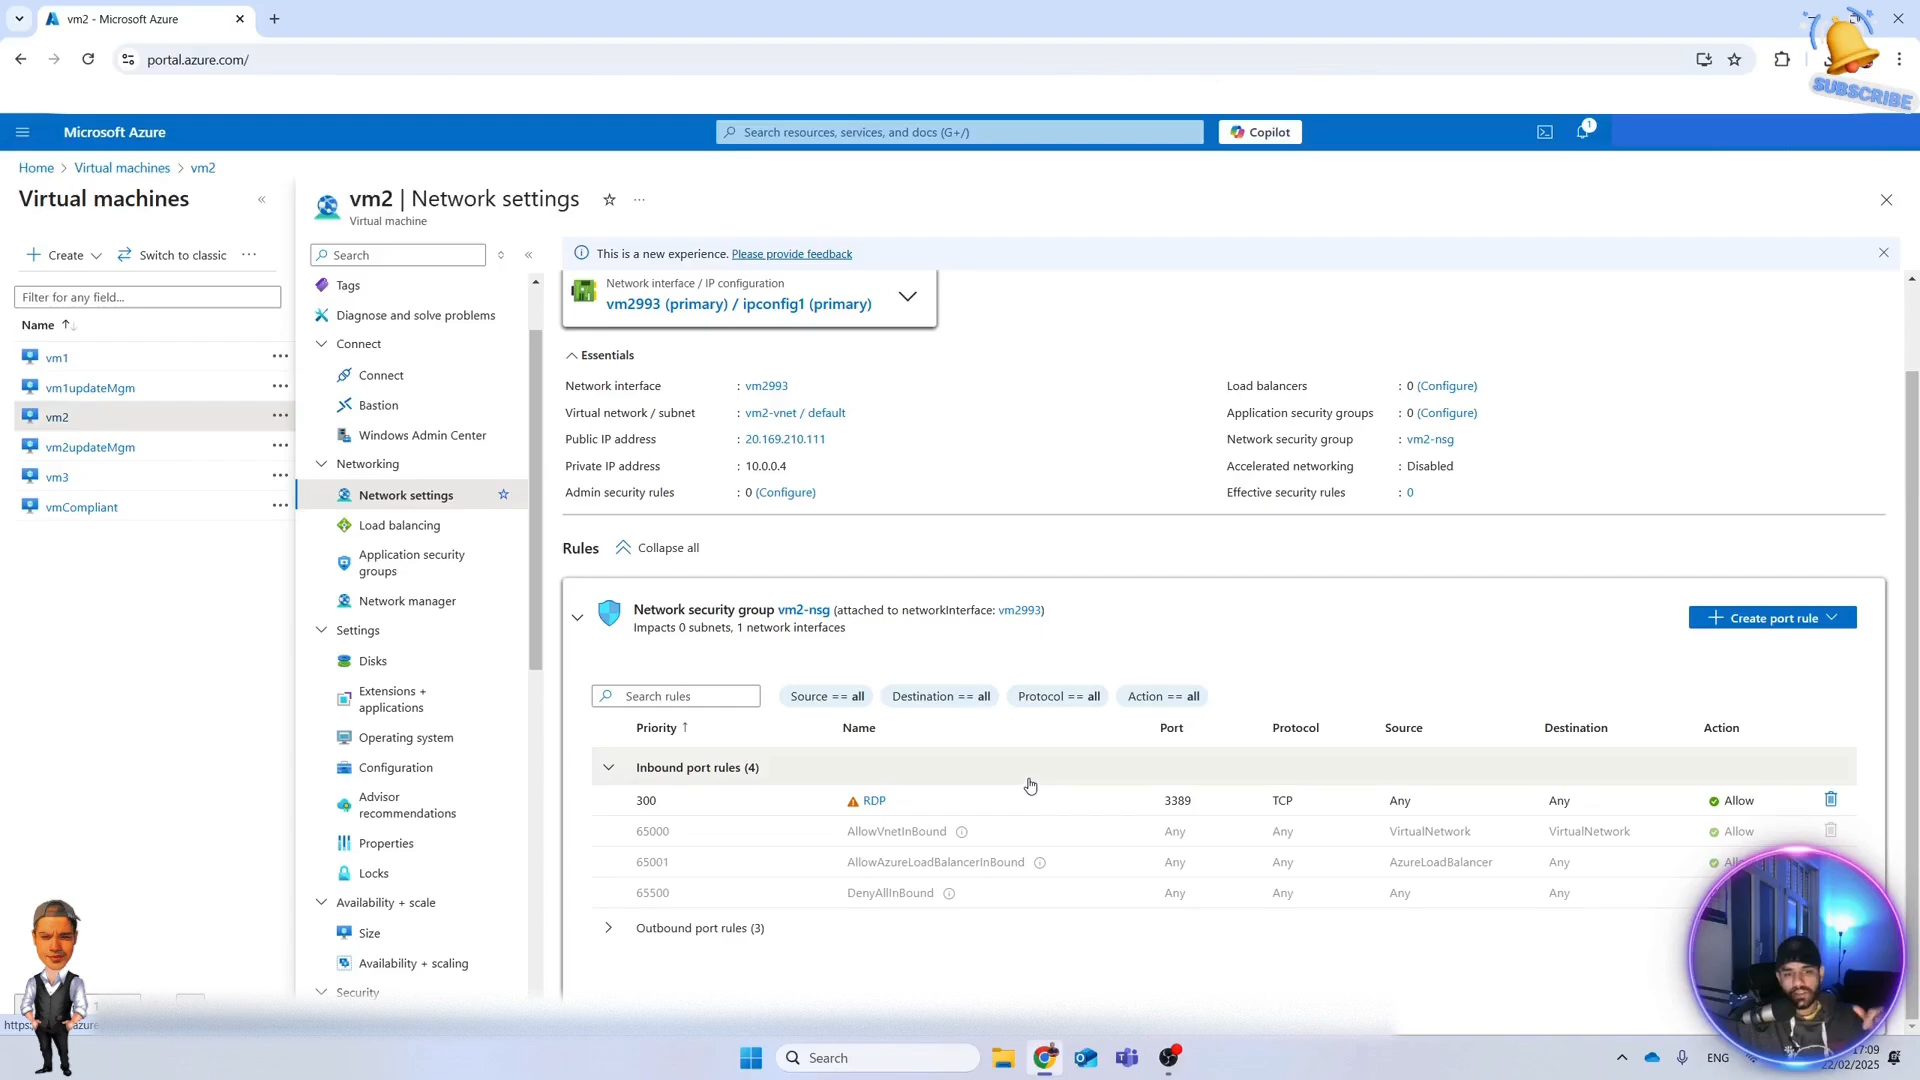 vm2 - Microsoft Azure
portal.azure.com/
SUBSCRIBE
Microsoft Azure
Search resources, services, and docs (G+/)
Copilot
1
Home > Virtual machines > vm2
Virtual machines
Create
Switch to classic
Filter for any field...
Name
vm1
vm1updateMgm
vm2
vm2updateMgm
vm3
vmCompliant
vm2 | Network settings
Virtual machine
Search
Tags
Diagnose and solve problems
Connect
Connect
Bastion
Windows Admin Center
Networking
Network settings
Load balancing
Application security
groups
Network manager
Settings
Disks
Extensions +
applications
Operating system
Configuration
Advisor
recommendations
Properties
Locks
Availability + scale
Size
Availability + scaling
Security
This is a new experience. Please provide feedback
Network interface / IP configuration
vm2993 (primary) / ipconfig1 (primary)
Essentials
Network interface : vm2993
Virtual network / subnet : vm2-vnet / default
Public IP address : 20.169.210.111
Private IP address : 10.0.0.4
Admin security rules : 0 (Configure)
Load balancers : 0 (Configure)
Application security groups : 0 (Configure)
Network security group : vm2-nsg
Accelerated networking : Disabled
Effective security rules : 0
Rules Collapse all
Network security group vm2-nsg (attached to networkInterface: vm2993)
Impacts 0 subnets, 1 network interfaces
Create port rule
Search rules
Source == all
Destination == all
Protocol == all
Action == all
Priority Name Port Protocol Source Destination Action
Inbound port rules (4)
300 RDP 3389 TCP Any Any Allow
65000 AllowVnetInBound Any Any VirtualNetwork VirtualNetwork Allow
65001 AllowAzureLoadBalancerInBound Any Any AzureLoadBalancer Any
65500 DenyAllInBound Any Any Any Any
Outbound port rules (3)
Search
ENG
17:09
22/02/2025